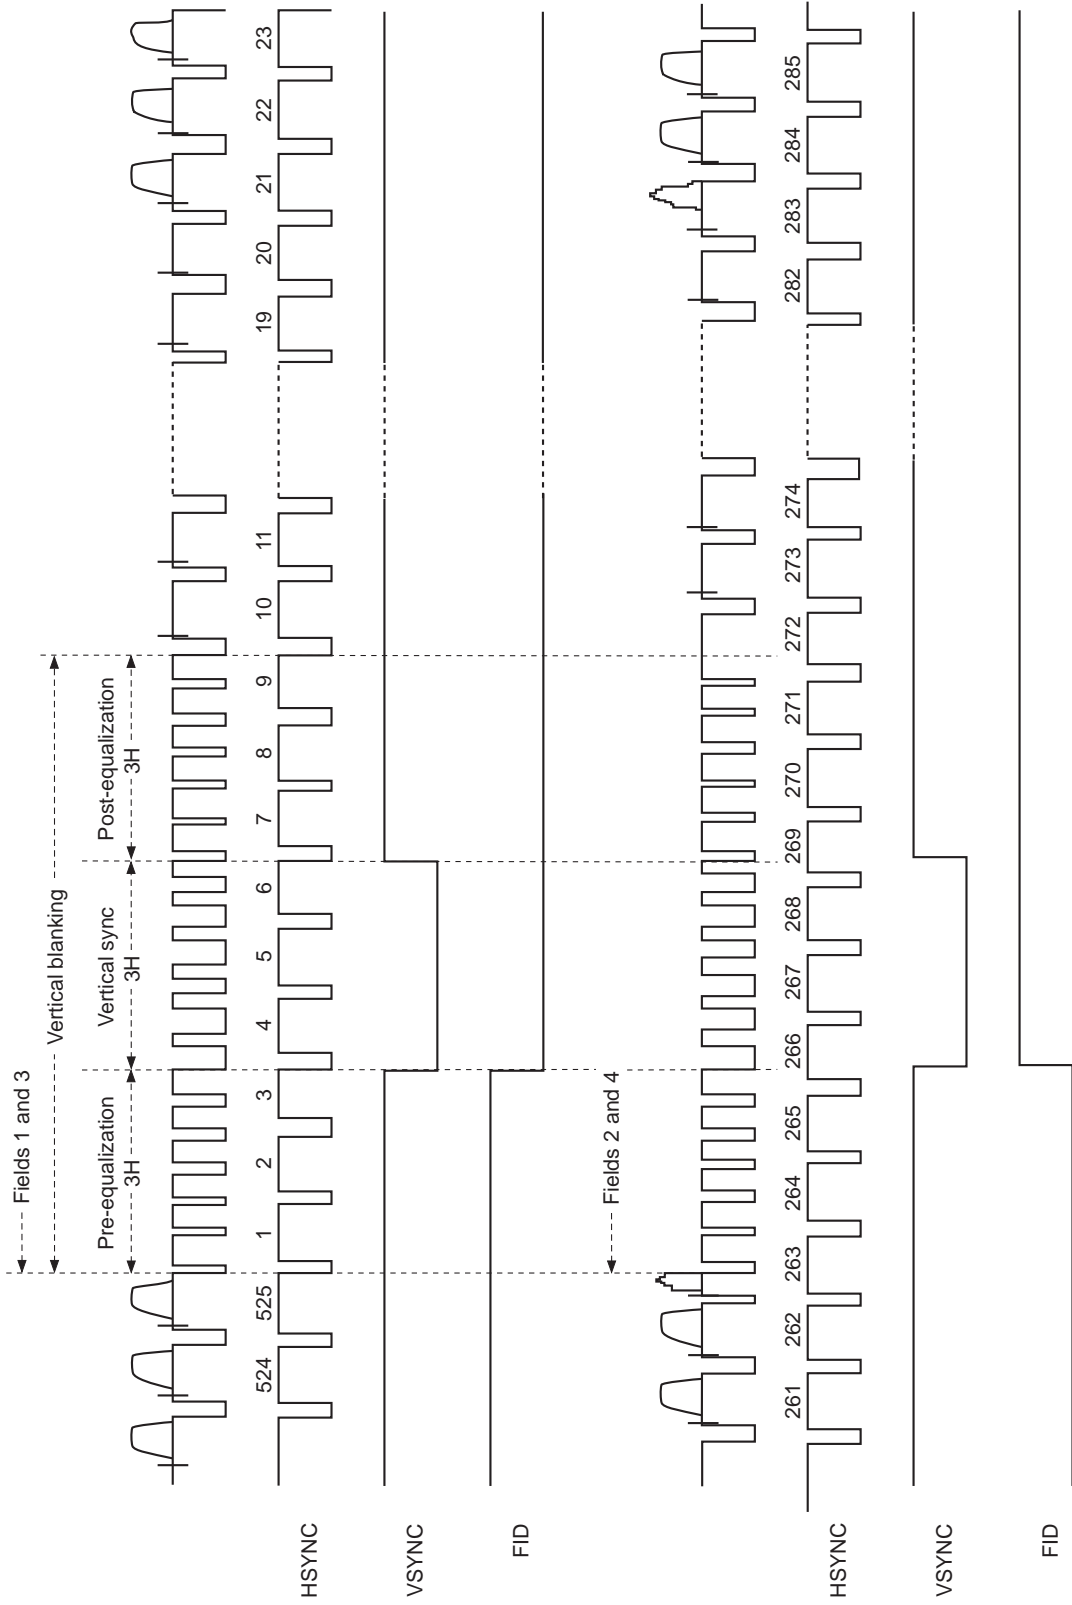 Fields 1 and 3
Vertical blanking
Pre-equalization
3H
Vertical sync
3H
Post-equalization
3H
524 525 1 2 3 4 5 6 7 8 9 10 11 19 20 21 22 23
HSYNC
VSYNC
FID
Fields 2 and 4
261 262 263 264 265 266 267 268 269 270 271 272 273 274 282 283 284 285
HSYNC
VSYNC
FID